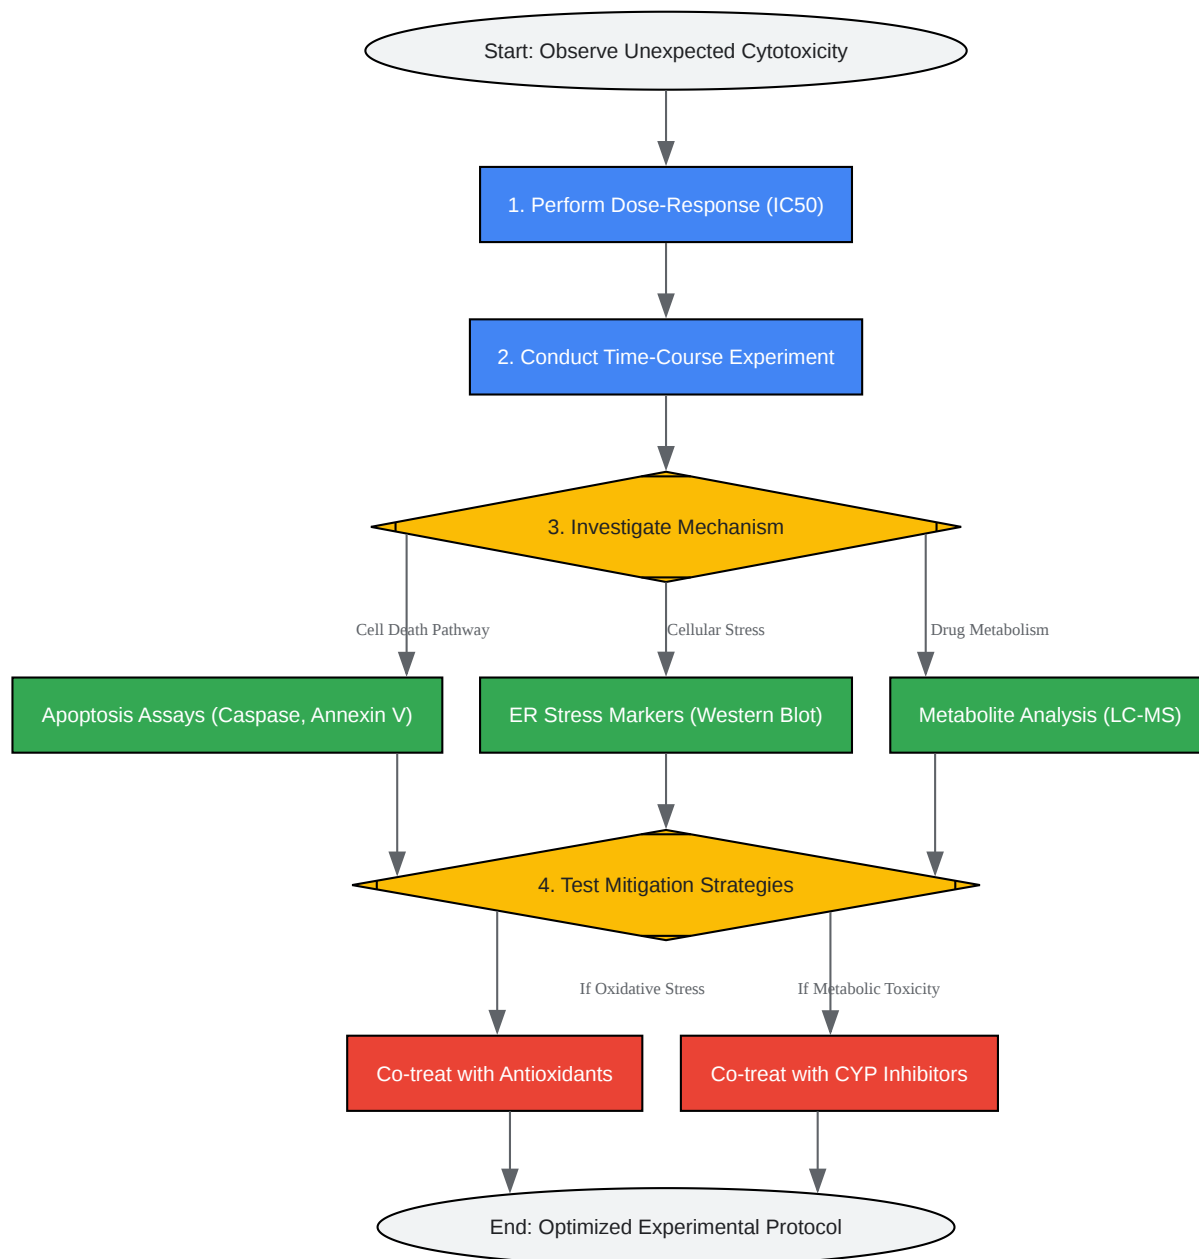 Start: Observe Unexpected Cytotoxicity
1. Perform Dose-Response (IC50)
2. Conduct Time-Course Experiment
3. Investigate Mechanism
Cell Death Pathway
Cellular Stress
Drug Metabolism
Apoptosis Assays (Caspase, Annexin V)
ER Stress Markers (Western Blot)
Metabolite Analysis (LC-MS)
4. Test Mitigation Strategies
If Oxidative Stress
If Metabolic Toxicity
Co-treat with Antioxidants
Co-treat with CYP Inhibitors
End: Optimized Experimental Protocol